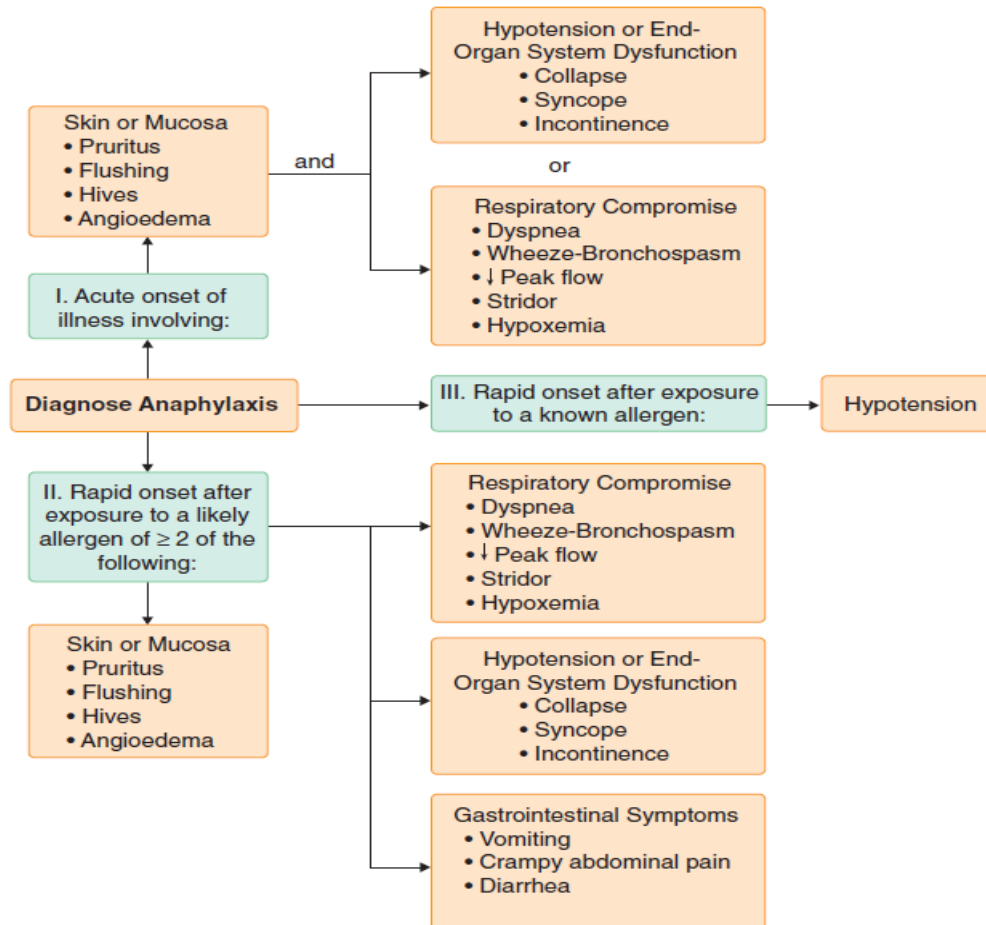 Hypotension or End-
Organ System Dysfunction
• Collapse
• Syncope
• Incontinence
Skin or Mucosa
• Pruritus
• Flushing
• Hives
• Angioedema
and
or
Respiratory Compromise
• Dyspnea
• Wheeze-Bronchospasm
• ↓ Peak flow
• Stridor
• Hypoxemia
I. Acute onset of
illness involving:
Diagnose Anaphylaxis
III. Rapid onset after exposure
to a known allergen:
Hypotension
II. Rapid onset after
exposure to a likely
allergen of ≥ 2 of the
following:
Respiratory Compromise
• Dyspnea
• Wheeze-Bronchospasm
• ↓ Peak flow
• Stridor
• Hypoxemia
Skin or Mucosa
• Pruritus
• Flushing
• Hives
• Angioedema
Hypotension or End-
Organ System Dysfunction
• Collapse
• Syncope
• Incontinence
Gastrointestinal Symptoms
• Vomiting
• Crampy abdominal pain
• Diarrhea